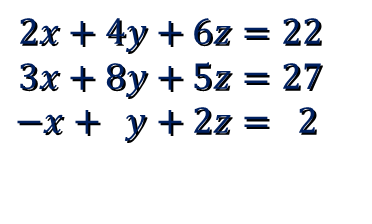 2x + 4y + 6z = 22
3x + 8y + 5z = 27
−x + y + 2z = 2